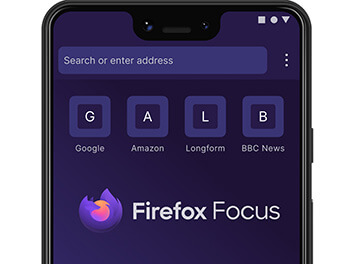 Search or enter address
G A L B
Google Amazon Longform BBC News
Firefox Focus